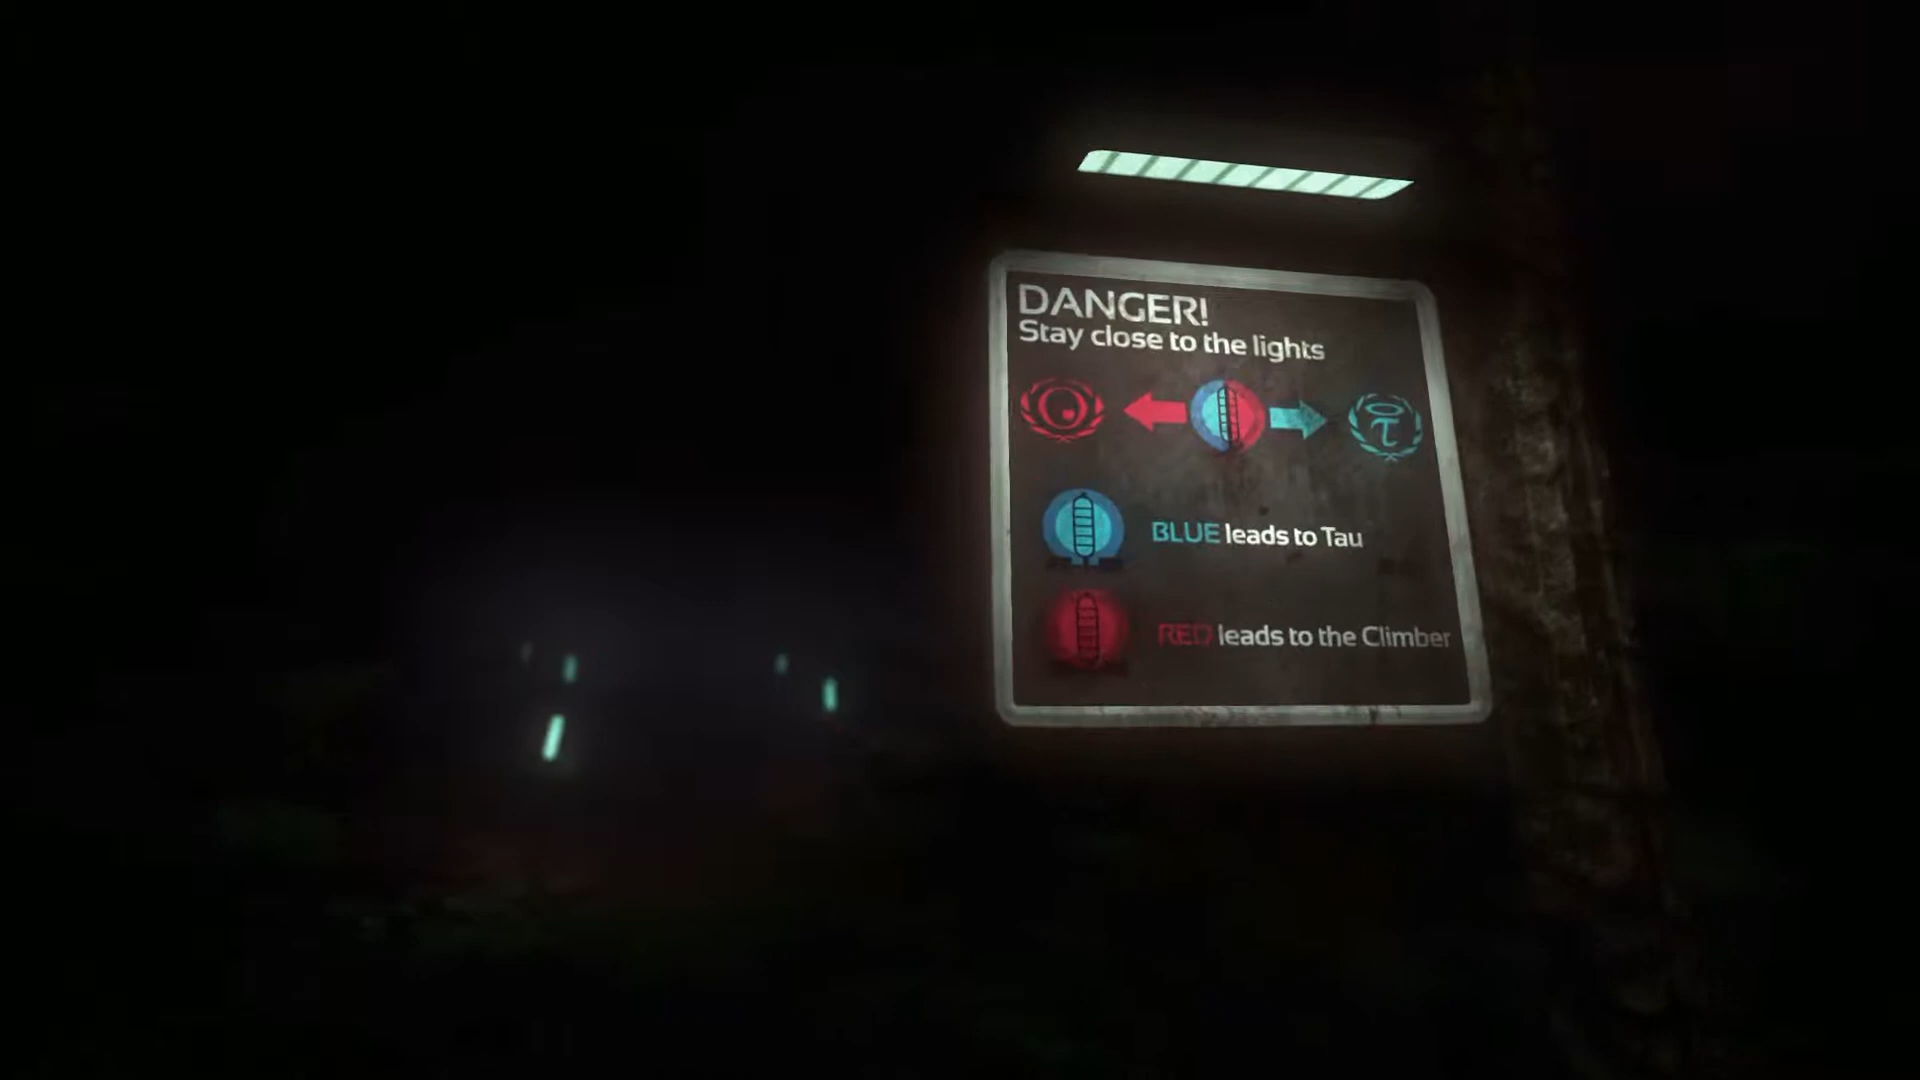 DANGER!
Stay close to the lights
τ
BLUE leads to Tau
RED leads to the Climber